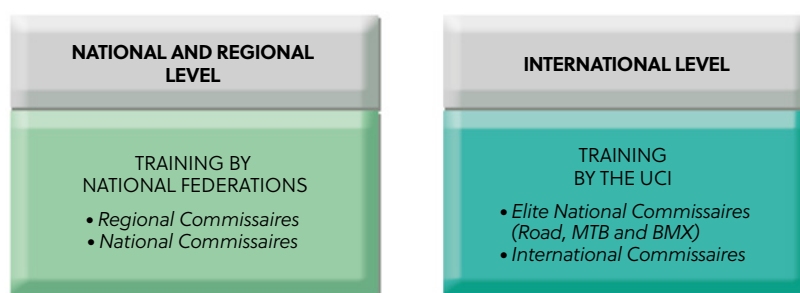 NATIONAL AND REGIONAL
LEVEL
TRAINING BY
NATIONAL FEDERATIONS
• Regional Commissaires
• National Commissaires
INTERNATIONAL LEVEL
TRAINING
BY THE UCI
• Elite National Commissaires
(Road, MTB and BMX)
• International Commissaires